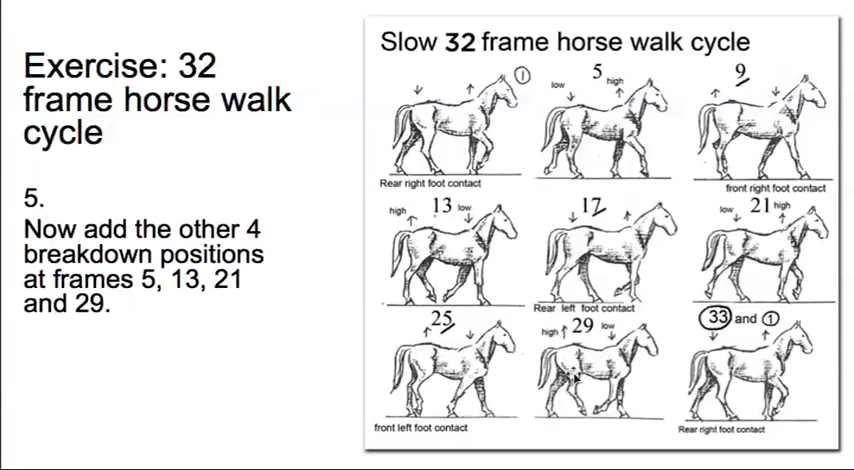 Exercise: 32
frame horse walk
cycle
5.
Now add the other 4
breakdown positions
at frames 5, 13, 21
and 29.
Slow 32 frame horse walk cycle
1
low 5 high
9
Rear right foot contact
front right foot contact
high 13 low
17
low 21 high
Rear left foot contact
25
high 29 low
33 and 1
front left foot contact
Rear right foot contact